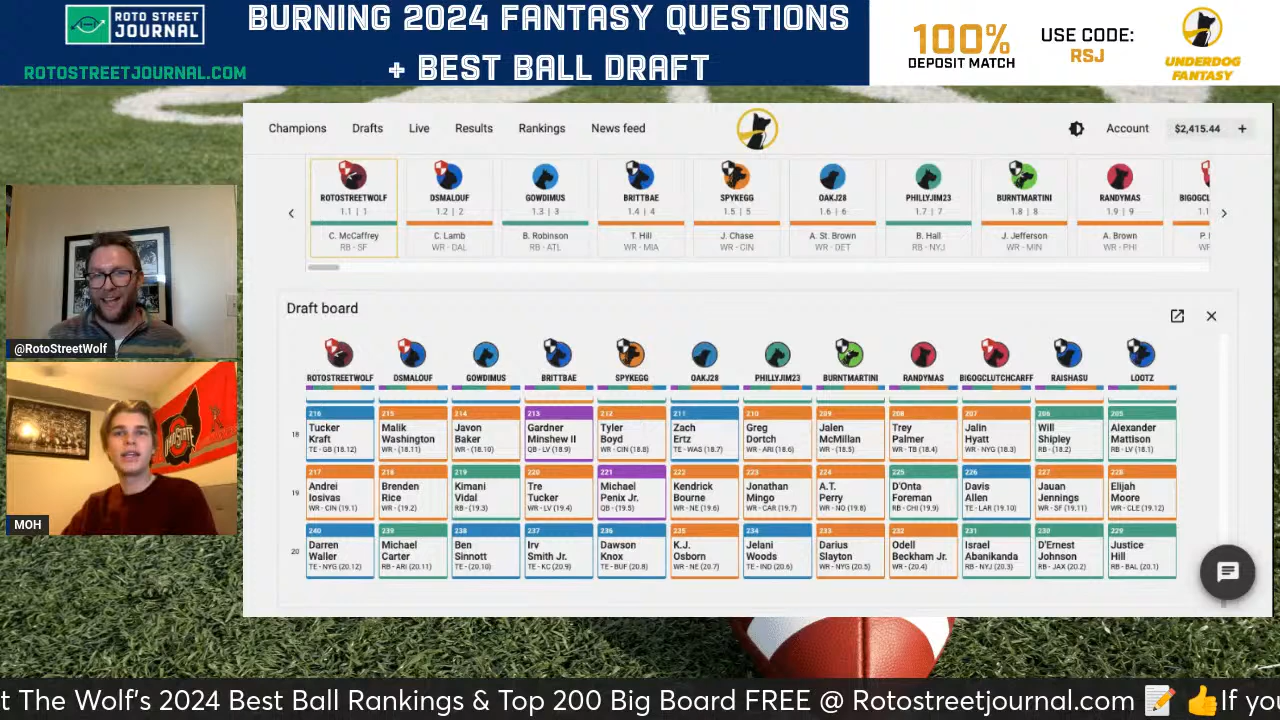 ROTO STREET
JOURNAL
ROTOSTREETJOURNAL.COM
BURNING 2024 FANTASY QUESTIONS
+ BEST BALL DRAFT
100%
DEPOSIT MATCH
USE CODE:
RSJ
UNDERDOG
FANTASY
Champions Drafts Live Results Rankings News feed Account $2,415.44 +
ROTOSTREETWOLF DSMALOUF GOWDIMUS BRITTBAE SPYKEGG OAKJ28 PHILLYJIM23 BURNTMARTINI RANDYMAS BIGOGCL
1.1 | 1 1.2 | 2 1.3 | 3 1.4 | 4 1.5 | 5 1.6 | 6 1.7 | 7 1.8 | 8 1.9 | 9 1.1
C. McCaffrey C. Lamb B. Robinson T. Hill J. Chase A. St. Brown B. Hall J. Jefferson A. Brown P. I
RB - SF WR - DAL RB - ATL WR - MIA WR - CIN WR - DET RB - NYJ WR - MIN WR - PHI WF
Draft board
ROTOSTREETWOLF DSMALOUF GOWDIMUS BRITTBAE SPYKEGG OAKJ28 PHILLYJIM23 BURNTMARTINI RANDYMAS BIGOGCLUTCHCARFF RAISHASU LOOTZ
216 215 214 213 212 211 210 209 208 207 206 205
18 Tucker Malik Javon Gardner Tyler Zach Greg Jalen Trey Jalin Will Alexander
Kraft Washington Baker Minshew II Boyd Ertz Dortch McMillan Palmer Hyatt Shipley Mattison
TE - GB (18.12) WR - (18.11) WR - (18.10) QB - LV (18.9) WR - CIN (18.8) TE - WAS (18.7) WR - ARI (18.6) WR - (18.5) WR - TB (18.4) WR - NYG (18.3) RB - (18.2) RB - LV (18.1)
217 218 219 220 221 222 223 224 225 226 227 228
19 Andrei Brenden Kimani Tre Michael Kendrick Jonathan A.T. D'Onta Davis Jauan Elijah
Iosivas Rice Vidal Tucker Penix Jr. Bourne Mingo Perry Foreman Allen Jennings Moore
WR - CIN (19.1) WR - (19.2) RB - (19.3) WR - LV (19.4) QB - (19.5) WR - NE (19.6) WR - CAR (19.7) WR - NO (19.8) RB - CHI (19.9) TE - LAR (19.10) WR - SF (19.11) WR - CLE (19.12)
240 239 238 237 236 235 234 233 232 231 230 229
20 Darren Michael Ben Irv Dawson K.J. Jelani Darius Odell Israel D'Ernest Justice
Waller Carter Sinnott Smith Jr. Knox Osborn Woods Slayton Beckham Jr. Abanikanda Johnson Hill
TE - NYG (20.12) RB - ARI (20.11) TE - (20.10) TE - KC (20.9) TE - BUF (20.8) WR - NE (20.7) TE - IND (20.6) WR - NYG (20.5) WR - (20.4) RB - NYJ (20.3) RB - JAX (20.2) RB - BAL (20.1)
@RotoStreetWolf
MOH
t The Wolf's 2024 Best Ball Rankings & Top 200 Big Board FREE @ Rotostreetjournal.com 📝 👍If you